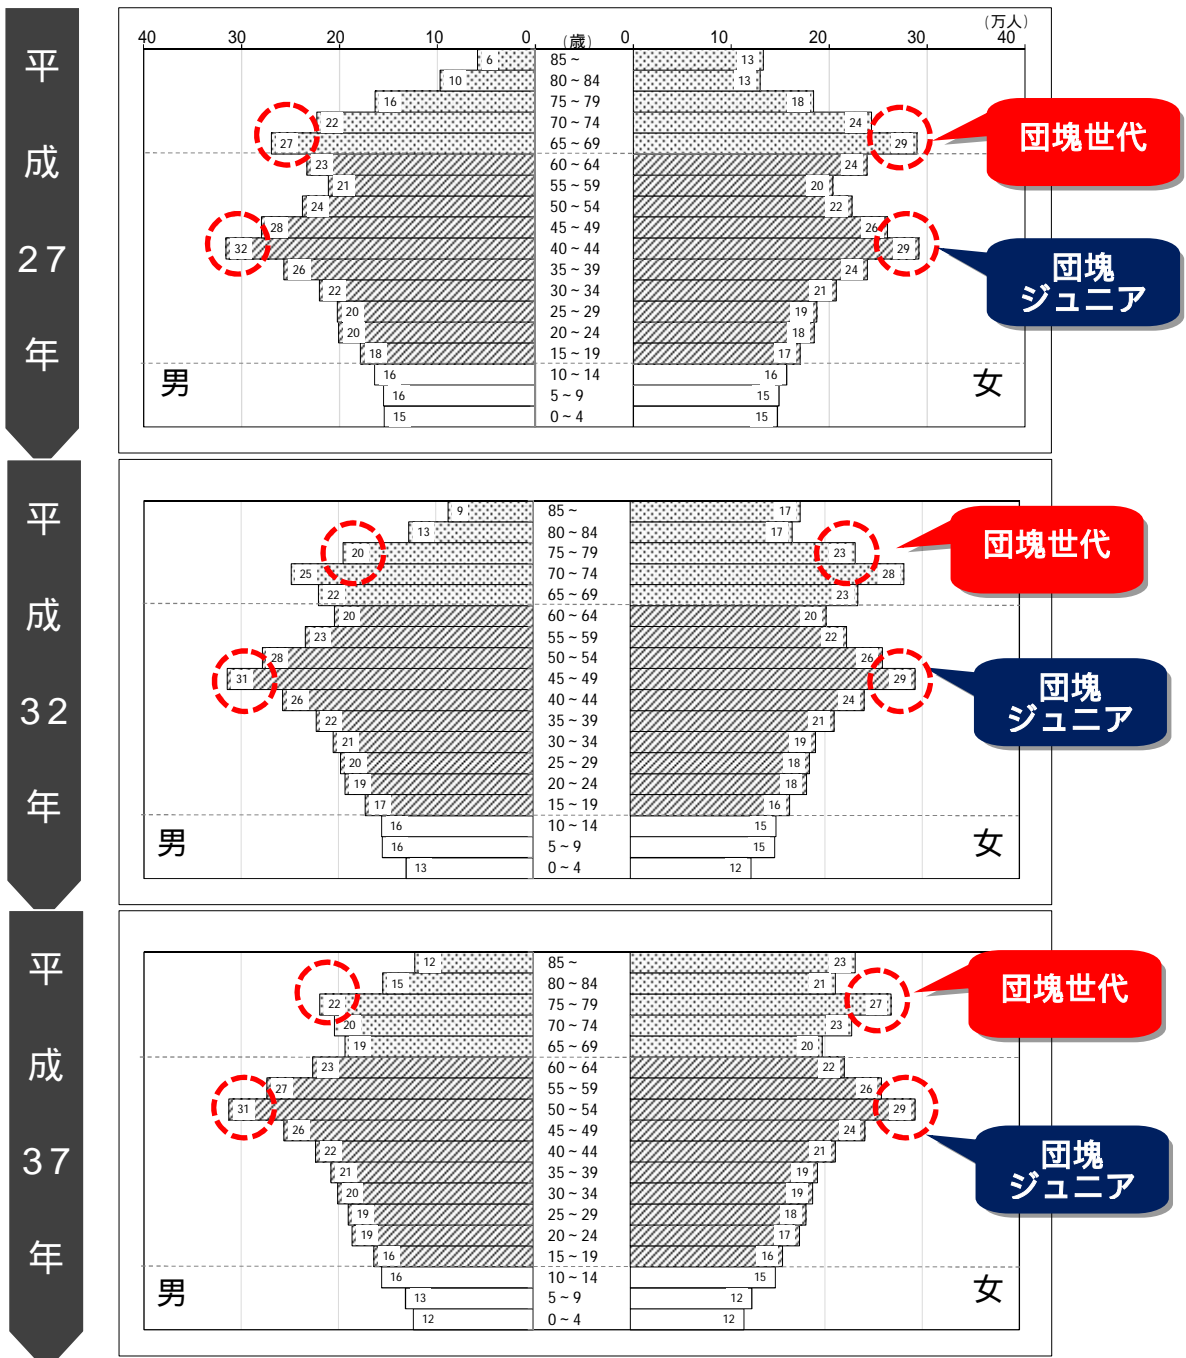 平
成
27
年
(万人)
40 30 20 10 0 (歳) 0 10 20 30 40
6 85~ 13
10 80~84 13
16 75~79 18
22 70~74 24
27 65~69 29
23 60~64 24
21 55~59 20
24 50~54 22
28 45~49 26
32 40~44 29
26 35~39 24
22 30~34 21
20 25~29 19
20 20~24 18
18 15~19 17
16 10~14 16
16 5~9 15
15 0~4 15
男
女
団塊世代
団塊
ジュニア
平
成
32
年
9 85~ 17
13 80~84 17
20 75~79 23
25 70~74 28
22 65~69 23
20 60~64 20
23 55~59 22
28 50~54 26
31 45~49 29
26 40~44 24
22 35~39 21
21 30~34 19
20 25~29 18
19 20~24 18
17 15~19 16
16 10~14 15
16 5~9 15
13 0~4 12
男
女
団塊世代
団塊
ジュニア
平
成
37
年
12 85~ 23
15 80~84 21
22 75~79 27
20 70~74 23
19 65~69 20
23 60~64 22
27 55~59 26
31 50~54 29
26 45~49 24
22 40~44 21
21 35~39 19
20 30~34 19
19 25~29 18
19 20~24 17
16 15~19 16
16 10~14 15
13 5~9 12
12 0~4 12
男
女
団塊世代
団塊
ジュニア